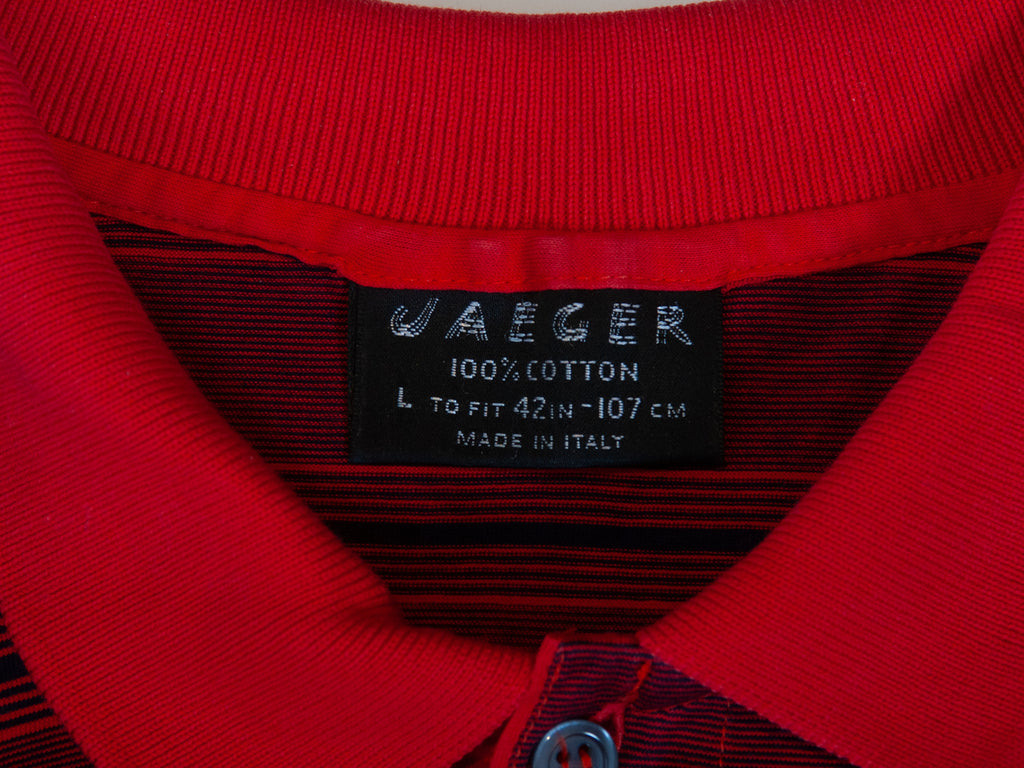 JAEGER
100% COTTON
L TO FIT 42IN - 107 CM
MADE IN ITALY